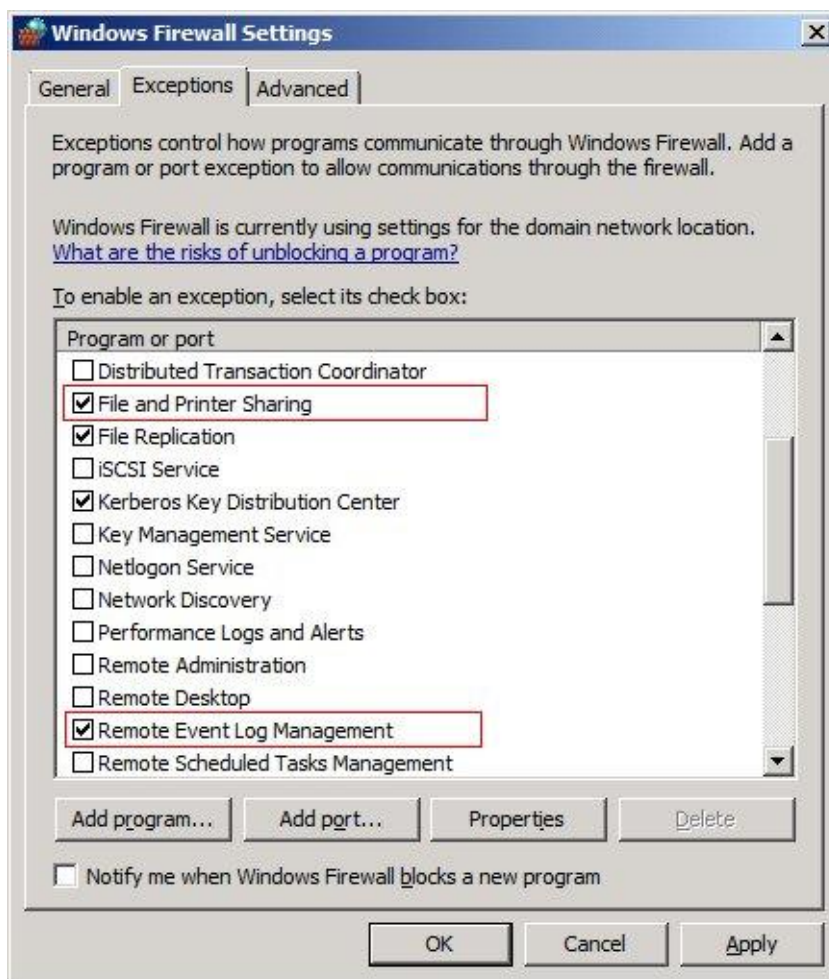 Windows Firewall Settings
General
Exceptions
Advanced
Exceptions control how programs communicate through Windows Firewall. Add a
program or port exception to allow communications through the firewall.
Windows Firewall is currently using settings for the domain network location.
What are the risks of unblocking a program?
To enable an exception, select its check box:
Program or port
Distributed Transaction Coordinator
File and Printer Sharing
File Replication
iSCSI Service
Kerberos Key Distribution Center
Key Management Service
Netlogon Service
Network Discovery
Performance Logs and Alerts
Remote Administration
Remote Desktop
Remote Event Log Management
Remote Scheduled Tasks Management
Add program...
Add port...
Properties
Delete
Notify me when Windows Firewall blocks a new program
OK
Cancel
Apply